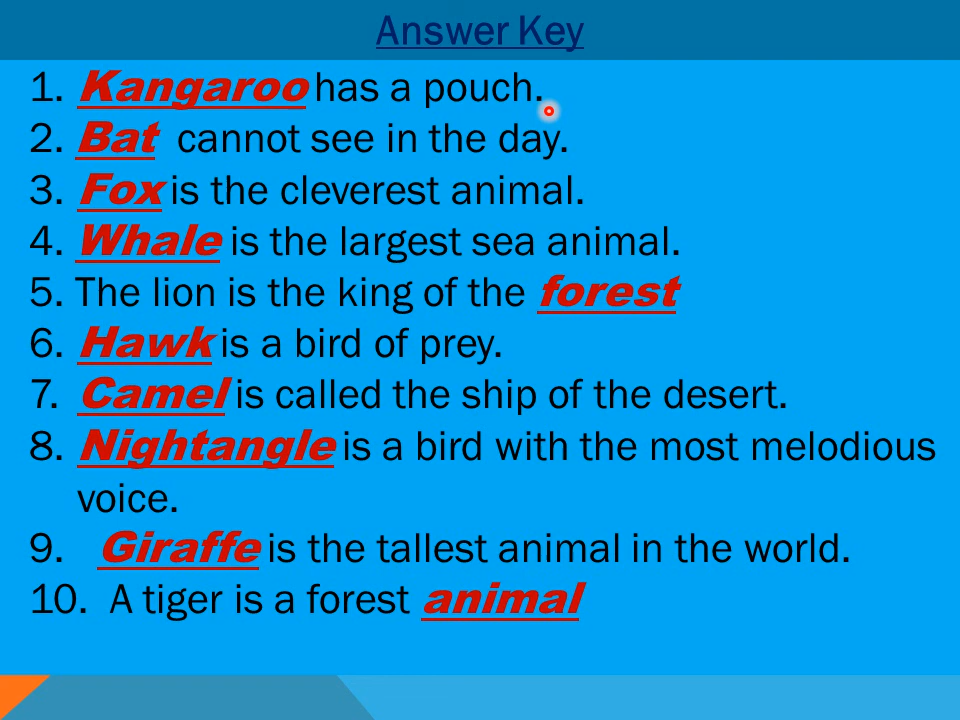 Answer Key
1. Kangaroo has a pouch.
2. Bat cannot see in the day.
3. Fox is the cleverest animal.
4. Whale is the largest sea animal.
5. The lion is the king of the forest
6. Hawk is a bird of prey.
7. Camel is called the ship of the desert.
8. Nightangle is a bird with the most melodious
voice.
9. Giraffe is the tallest animal in the world.
10. A tiger is a forest animal